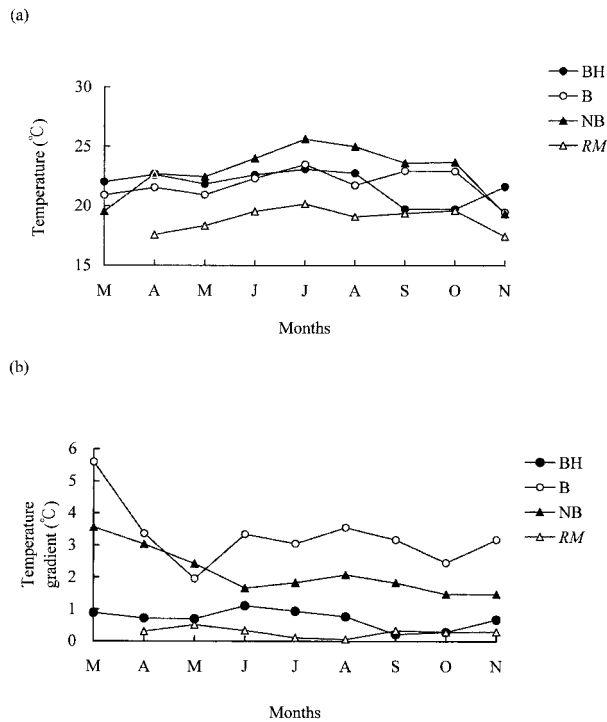 (a)
Temperature (℃)
30
25
20
15
M A M J J A S O N
Months
BH
B
NB
RM
(b)
Temperature
gradient (℃)
6
5
4
3
2
1
0
M A M J J A S O N
Months
BH
B
NB
RM